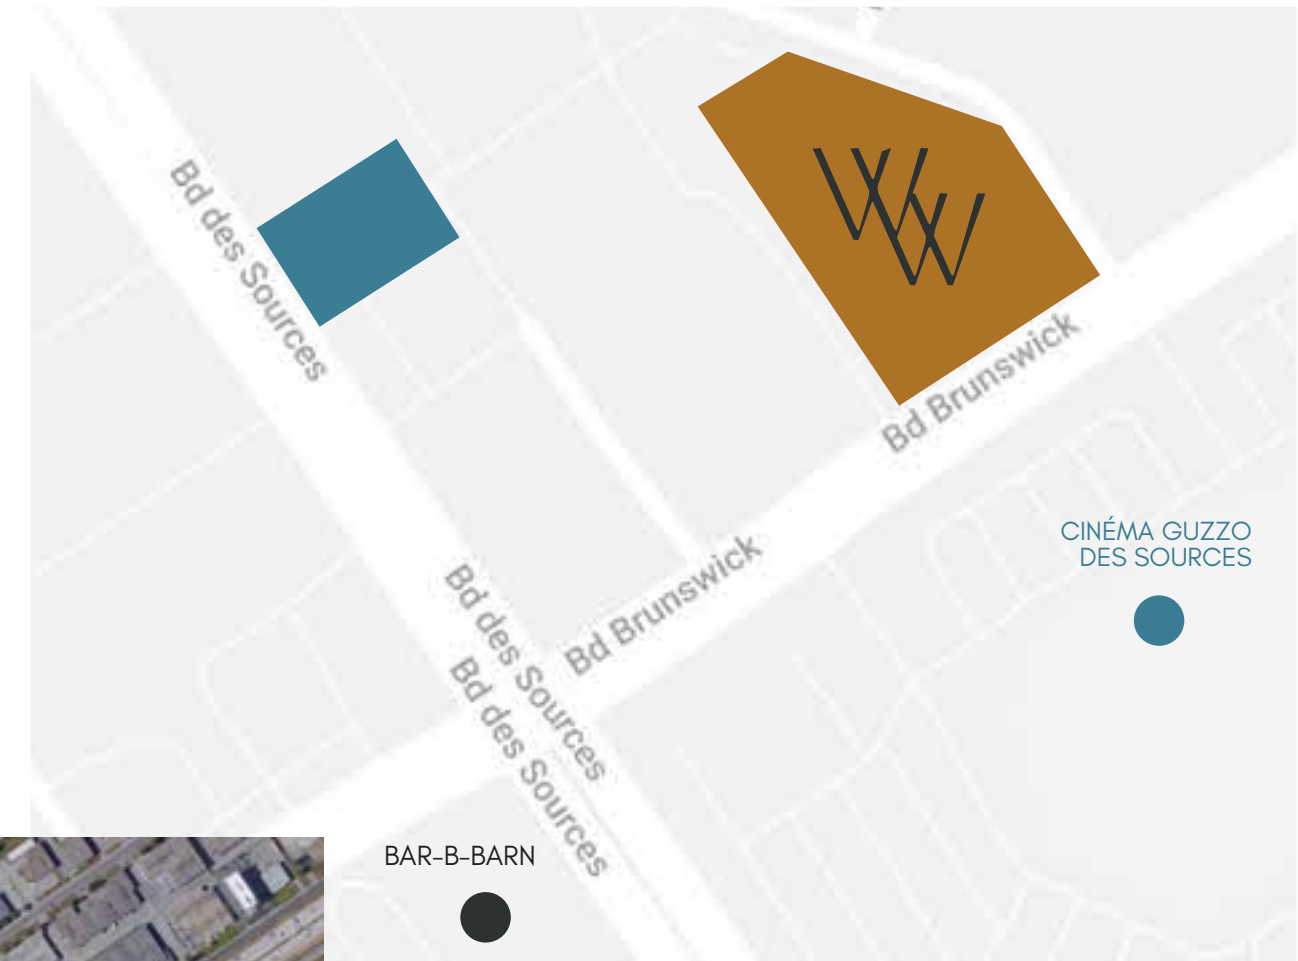 Bd des Sources
Bd Brunswick
CINÉMA GUZZO
DES SOURCES
Bd Brunswick
Bd des Sources
Bd des Sources
BAR-B-BARN